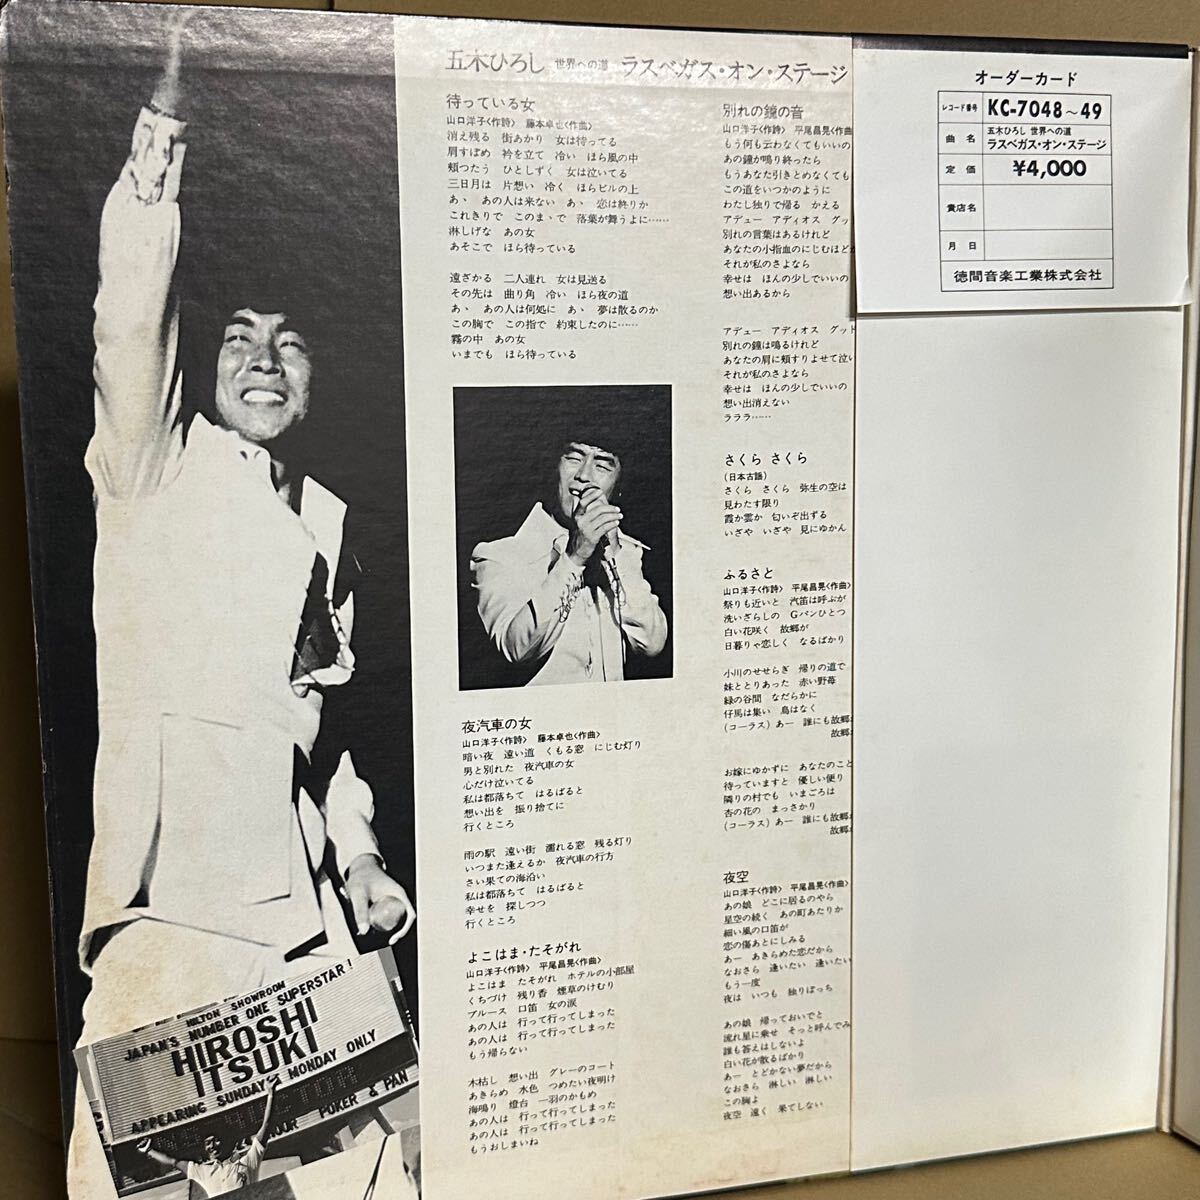 五木ひろし 世界への道 ラスベガス・オン・ステージ
待っている女
山口洋子〈作詩〉 藤本卓也〈作曲〉
消え残る 街あかり 女は待ってる
肩すぼめ 衿を立て 冷い ほら風の中
頬つたう ひとしずく 女は泣いてる
三日月は 片想い 冷く ほらビルの上
あゝ あの人は来ない あゝ 恋は終りか
これきりで このまゝで 落葉が舞うよに……
淋しげな あの女
あそこで ほら待っている
遠ざかる 二人連れ 女は見送る
その先は 曲り角 冷い ほら夜の道
あゝ あの人は何処に あゝ 夢は散るのか
この胸で この指で 約束したのに……
霧の中 あの女
いまでも ほら待っている
夜汽車の女
山口洋子〈作詩〉 藤本卓也〈作曲〉
暗い夜 遠い道 くもる窓 にじむ灯り
男と別れた 夜汽車の女
心だけ泣いてる
私は都落ちて はるばると
想い出を 振り捨てに
行くところ
雨の駅 遠い街 濡れる窓 残る灯り
いつまた逢えるか 夜汽車の行方
さい果ての海沿い
私は都落ちて はるばると
幸せを 探しつつ
行くところ
よこはま・たそがれ
山口洋子〈作詩〉 平尾昌晃〈作曲〉
よこはま たそがれ ホテルの小部屋
くちづけ 残り香 煙草のけむり
ブルース 口笛 女の涙
あの人は 行って行ってしまった
あの人は 行って行ってしまった
もう帰らない
木枯し 想い出 グレーのコート
あきらめ 水色 つめたい夜明け
海鳴り 燈台 一羽のかもめ
あの人は 行って行ってしまった
あの人は 行って行ってしまった
もうおしまいね
別れの鐘の音
山口洋子〈作詩〉 平尾昌晃〈作曲
もう何も云わなくてもいいの
あの鐘が鳴り終ったら
もうあなた引きとめなくても
この道をいつかのように
わたし独りで帰る かえる
アデュー アディオス グッ
別れの言葉はあるけれど
あなたの小指血のにじむほど
それが私のさよなら
幸せは ほんの少しでいいの
想い出あるから
アデュー アディオス グット
別れの鐘は鳴るけれど
あなたの肩に頬すりよせて泣い
それが私のさよなら
幸せは ほんの少しでいいの
想い出消えない
ラララ……
さくら さくら
(日本古謡)
さくら さくら 弥生の空は
見わたす限り
霞か雲か 匂いぞ出ずる
いざや いざや 見にゆかん
ふるさと
山口洋子〈作詩〉 平尾昌晃〈作曲〉
祭りも近いと 汽笛は呼ぶが
洗いざらしの Gパンひとつ
白い花咲く 故郷が
日暮りゃ恋しく なるばかり
小川のせせらぎ 帰りの道で
妹ととりあった 赤い野苺
緑の谷間 なだらかに
仔馬は集い 鳥はなく
(コーラス) あー 誰にも故郷
故郷
お嫁にゆかずに あなたのこと
待っていますと 優しい便り
隣りの村でも いまごろは
杏の花の まっさかり
(コーラス) あー 誰にも故郷
故郷
夜空
山口洋子〈作詩〉 平尾昌晃〈作曲〉
あの娘 どこに居るのやら
星空の続く あの町あたりか
細い風の口笛が
恋の傷あとにしみる
あー あきらめた恋だから
なおさら 逢いたい 逢いたい
もう一度
夜は いつも 独りぼっち
あの娘 帰っておいでと
流れ星に乗せ そっと呼んでみ
誰も答えはしないよ
白い花が散るばかり
あー とどかない夢だから
なおさら 淋しい 淋しい
この胸よ
夜空 遠く 果てしない
オーダーカード
レコード番号 KC-7048～49
曲名 五木ひろし 世界への道
ラスベガス・オン・ステージ
定価 ¥4,000
貴店名
月日
徳間音楽工業株式会社
HILTON SHOWROOM
JAPAN'S NUMBER ONE SUPERSTAR!
HIROSHI
ITSUKI
APPEARING SUNDAY & MONDAY ONLY
POKER & PAN